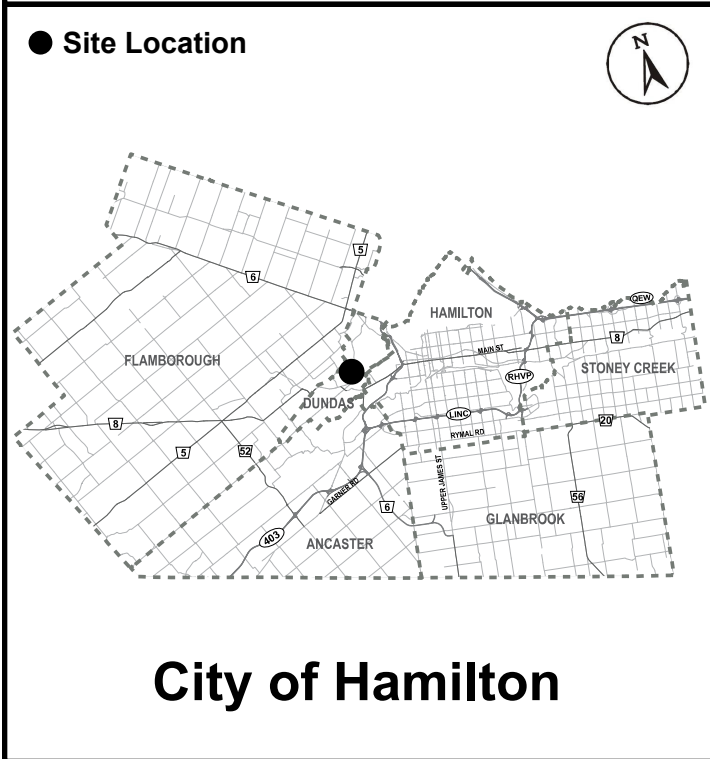 Site Location
N
5
6
HAMILTON
QEW
FLAMBOROUGH
MAIN ST
8
STONEY CREEK
RHVP
DUNDAS
LINC
20
8
RYMAL RD
5
52
UPPER JAMES ST
GARNER RD
6
56
GLANBROOK
403
ANCASTER
City of Hamilton